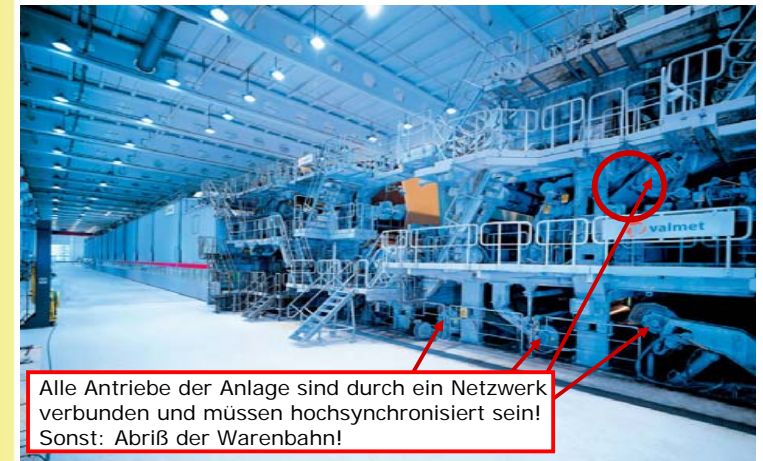 valmet
Alle Antriebe der Anlage sind durch ein Netzwerk
verbunden und müssen hochsynchronisiert sein!
Sonst: Abriß der Warenbahn!